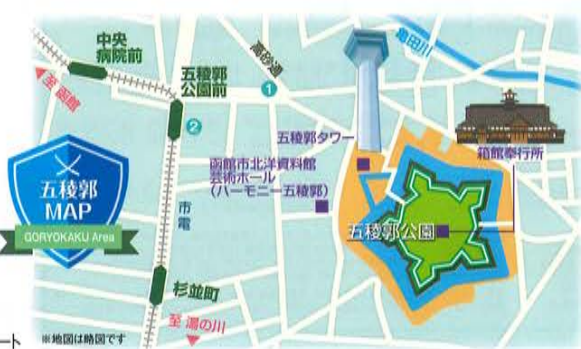 中央
病院前
至 函館
五稜郭
公園前
高砂通
①
②
亀田川
五稜郭タワー
函館市北洋資料館
芸術ホール
(ハーモニー五稜郭)
箱館奉行所
五稜郭公園
五稜郭
MAP
GORYOKAKU Area
市電
杉並町
至 湯の川
ート
※地図は略図です